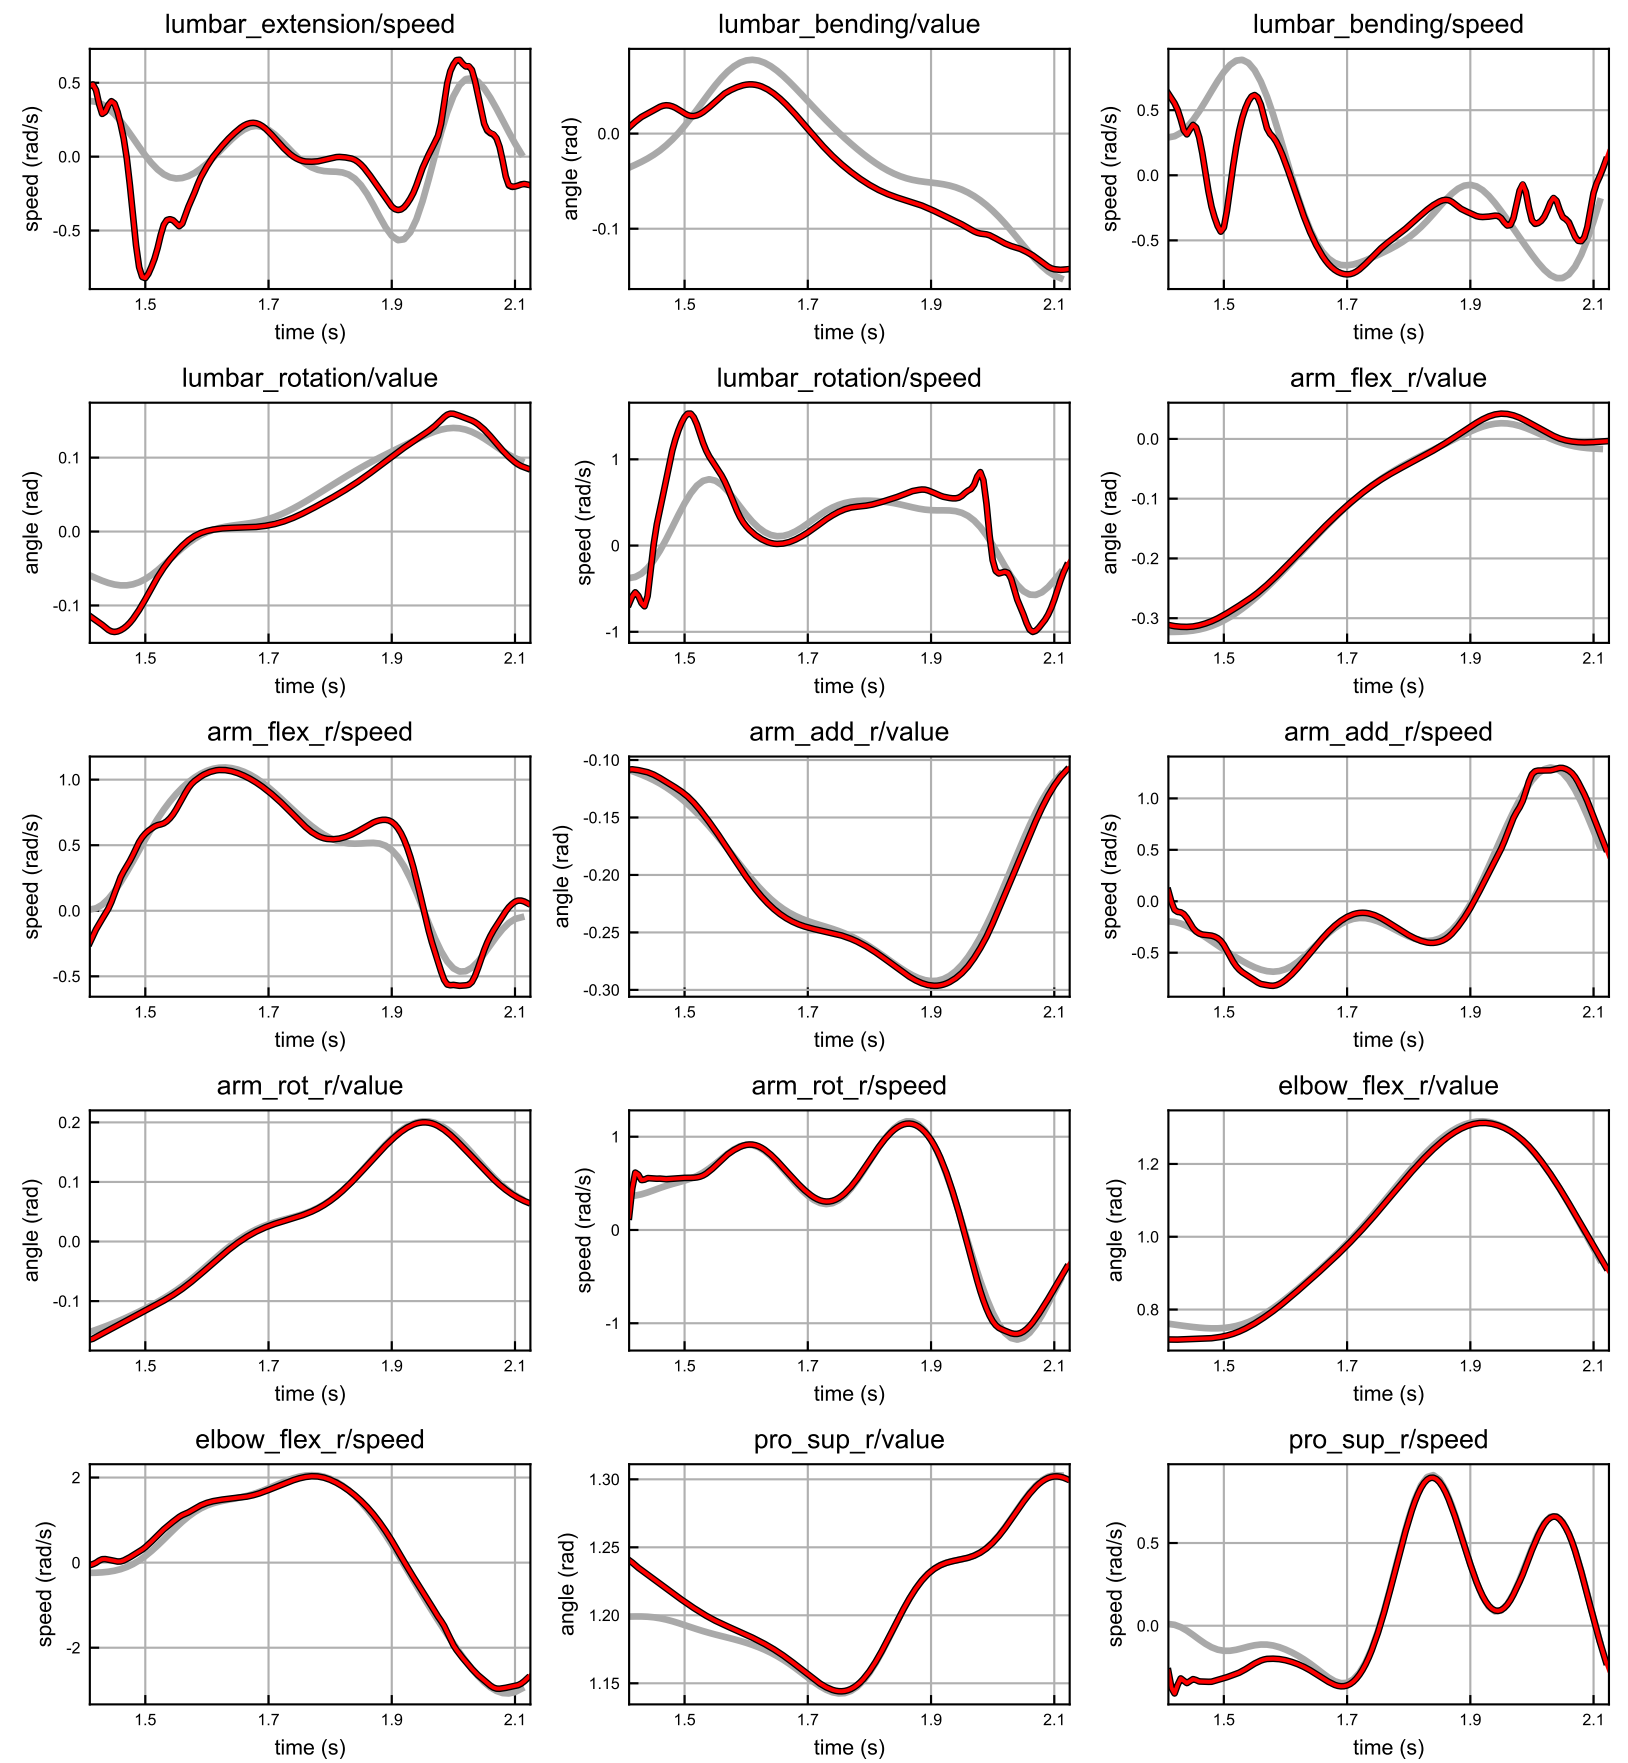 lumbar_extension/speed
speed (rad/s)
0.5
0.0
-0.5
1.5 1.7 1.9 2.1
time (s)
lumbar_bending/value
angle (rad)
0.0
-0.1
1.5 1.7 1.9 2.1
time (s)
lumbar_bending/speed
speed (rad/s)
0.5
0.0
-0.5
1.5 1.7 1.9 2.1
time (s)
lumbar_rotation/value
angle (rad)
0.1
0.0
-0.1
1.5 1.7 1.9 2.1
time (s)
lumbar_rotation/speed
speed (rad/s)
1
0
-1
1.5 1.7 1.9 2.1
time (s)
arm_flex_r/value
angle (rad)
0.0
-0.1
-0.2
-0.3
1.5 1.7 1.9 2.1
time (s)
arm_flex_r/speed
speed (rad/s)
1.0
0.5
0.0
-0.5
1.5 1.7 1.9 2.1
time (s)
arm_add_r/value
angle (rad)
-0.10
-0.15
-0.20
-0.25
-0.30
1.5 1.7 1.9 2.1
time (s)
arm_add_r/speed
speed (rad/s)
1.0
0.5
0.0
-0.5
1.5 1.7 1.9 2.1
time (s)
arm_rot_r/value
angle (rad)
0.2
0.1
0.0
-0.1
1.5 1.7 1.9 2.1
time (s)
arm_rot_r/speed
speed (rad/s)
1
0
-1
1.5 1.7 1.9 2.1
time (s)
elbow_flex_r/value
angle (rad)
1.2
1.0
0.8
1.5 1.7 1.9 2.1
time (s)
elbow_flex_r/speed
speed (rad/s)
2
0
-2
1.5 1.7 1.9 2.1
time (s)
pro_sup_r/value
angle (rad)
1.30
1.25
1.20
1.15
1.5 1.7 1.9 2.1
time (s)
pro_sup_r/speed
speed (rad/s)
0.5
0.0
1.5 1.7 1.9 2.1
time (s)